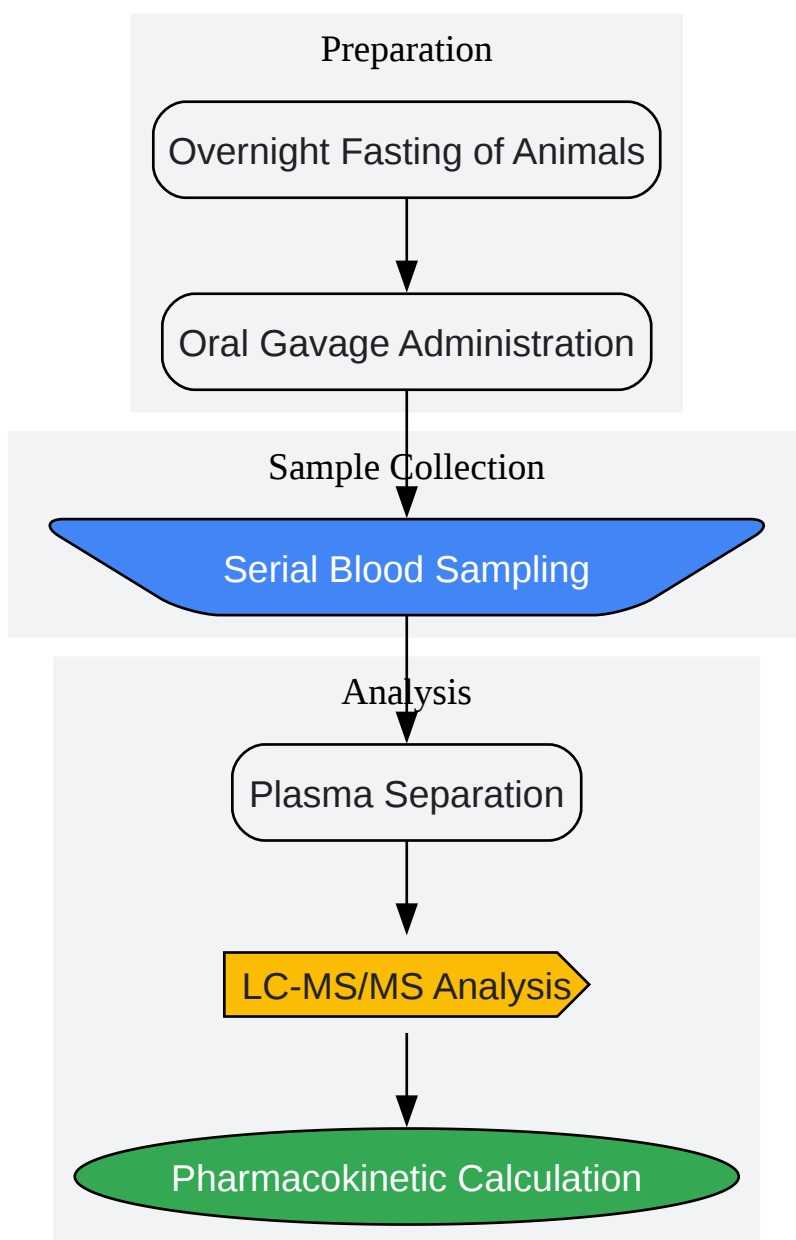 Preparation
Overnight Fasting of Animals
Oral Gavage Administration
Sample Collection
Serial Blood Sampling
Analysis
Plasma Separation
LC-MS/MS Analysis
Pharmacokinetic Calculation